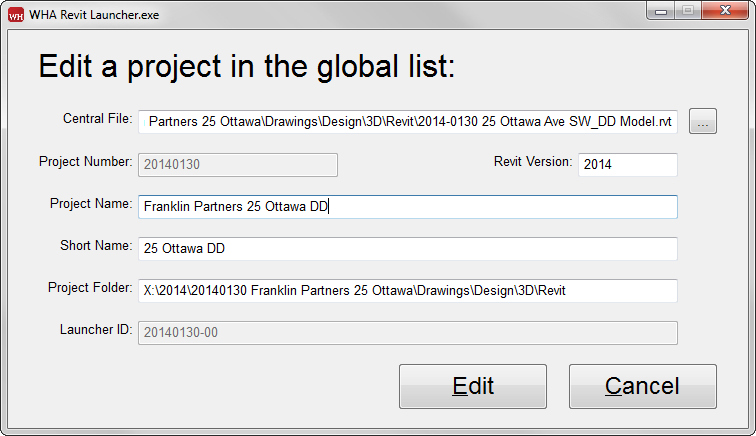 WHA Revit Launcher.exe
Edit a project in the global list:
Central File: Partners 25 Ottawa\Drawings\Design\3D\Revit\2014-0130 25 Ottawa Ave SW_DD Model.rvt ...
Project Number: 20140130 Revit Version: 2014
Project Name: Franklin Partners 25 Ottawa DD
Short Name: 25 Ottawa DD
Project Folder: X:\2014\20140130 Franklin Partners 25 Ottawa\Drawings\Design\3D\Revit
Launcher ID: 20140130-00
Edit Cancel